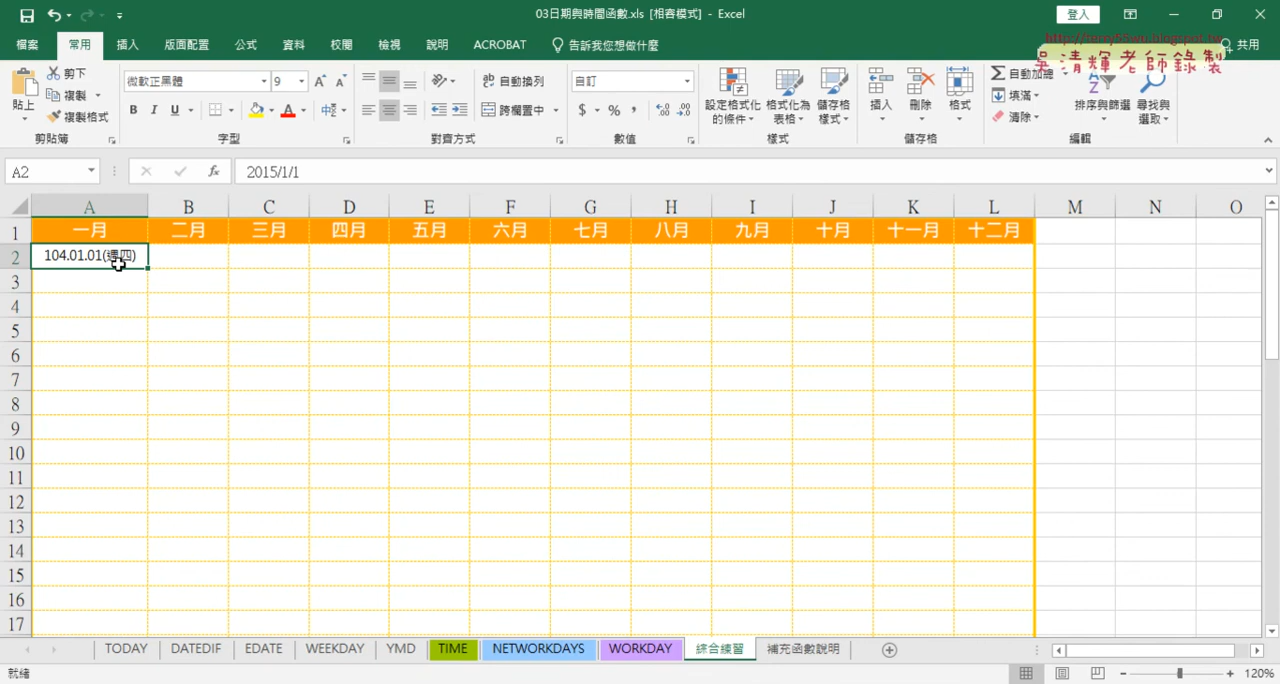 03日期與時間函數.xls [相容模式] - Excel
登入
檔案 常用 插入 版面配置 公式 資料 校閱 檢視 說明 ACROBAT 告訴我您想做什麼 共用
http://terry55wu.blogspot.tw
吳清輝老師錄製
貼上 剪下 複製 複製格式
微軟正黑體 9
B I U A 中
自動換列
跨欄置中
自訂
$ % ,
設定格式化的條件 格式化為表格 儲存格樣式
插入 刪除 格式
自動加總
填滿
清除
排序與篩選 尋找與選取
剪貼簿 字型 對齊方式 數值 樣式 儲存格 編輯
A2 fx 2015/1/1
A B C D E F G H I J K L M N O
1 一月 二月 三月 四月 五月 六月 七月 八月 九月 十月 十一月 十二月
2 104.01.01(週四)
3
4
5
6
7
8
9
10
11
12
13
14
15
16
17
TODAY DATEDIF EDATE WEEKDAY YMD TIME NETWORKDAYS WORKDAY 綜合練習 補充函數說明
就緒 120%